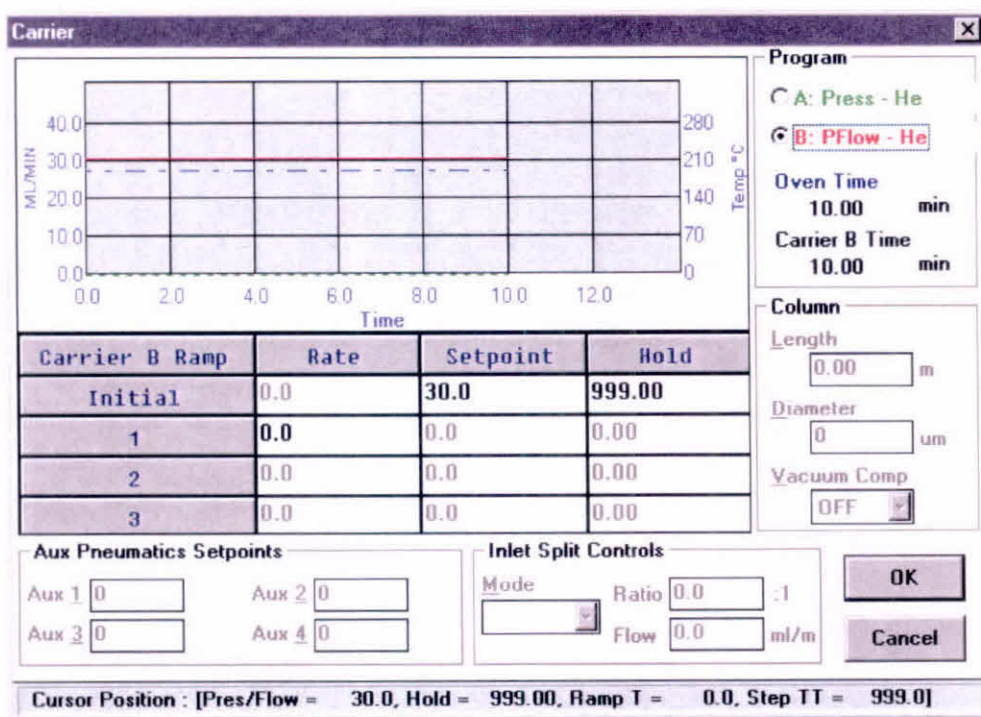 Carrier
Program
A: Press - He
B: PFlow - He
Oven Time
10.00 min
Carrier B Time
10.00 min
ML/MIN
40.0
30.0
20.0
10.0
0.0
280
210
140
70
0
Temp °C
0.0 2.0 4.0 6.0 8.0 10.0 12.0
Time
Column
Length
0.00 m
Diameter
0 um
Vacuum Comp
OFF
Carrier B Ramp Rate Setpoint Hold
Initial 0.0 30.0 999.00
1 0.0 0.0 0.00
2 0.0 0.0 0.00
3 0.0 0.0 0.00
Aux Pneumatics Setpoints
Aux 1 0 Aux 2 0
Aux 3 0 Aux 4 0
Inlet Split Controls
Mode
Ratio 0.0 :1
Flow 0.0 ml/m
OK
Cancel
Cursor Position : [Pres/Flow = 30.0, Hold = 999.00, Ramp T = 0.0, Step TT = 999.0]